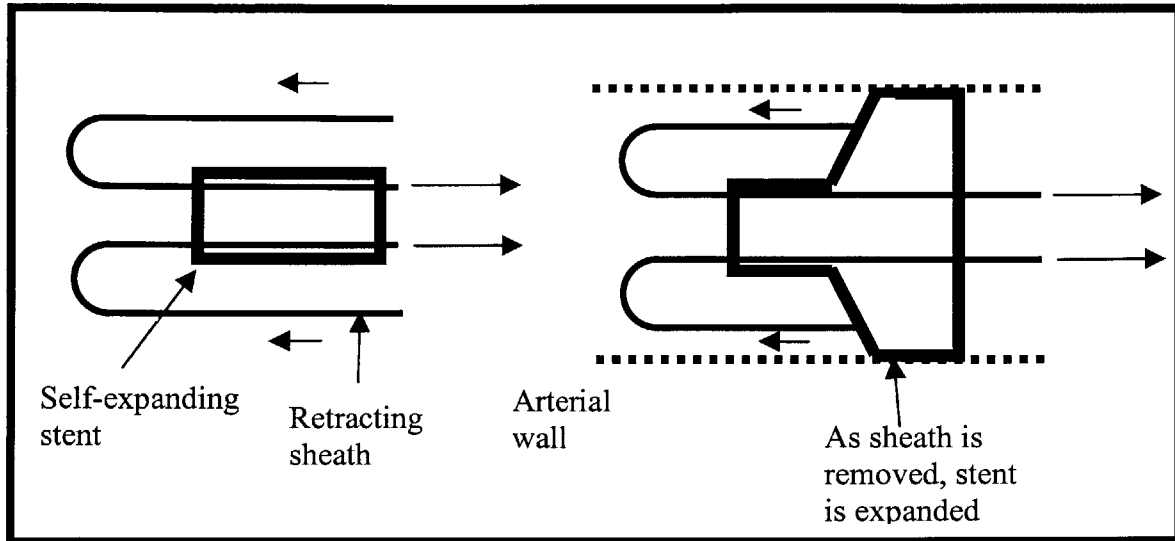 Self-expanding
stent
Retracting
sheath
Arterial
wall
As sheath is
removed, stent
is expanded